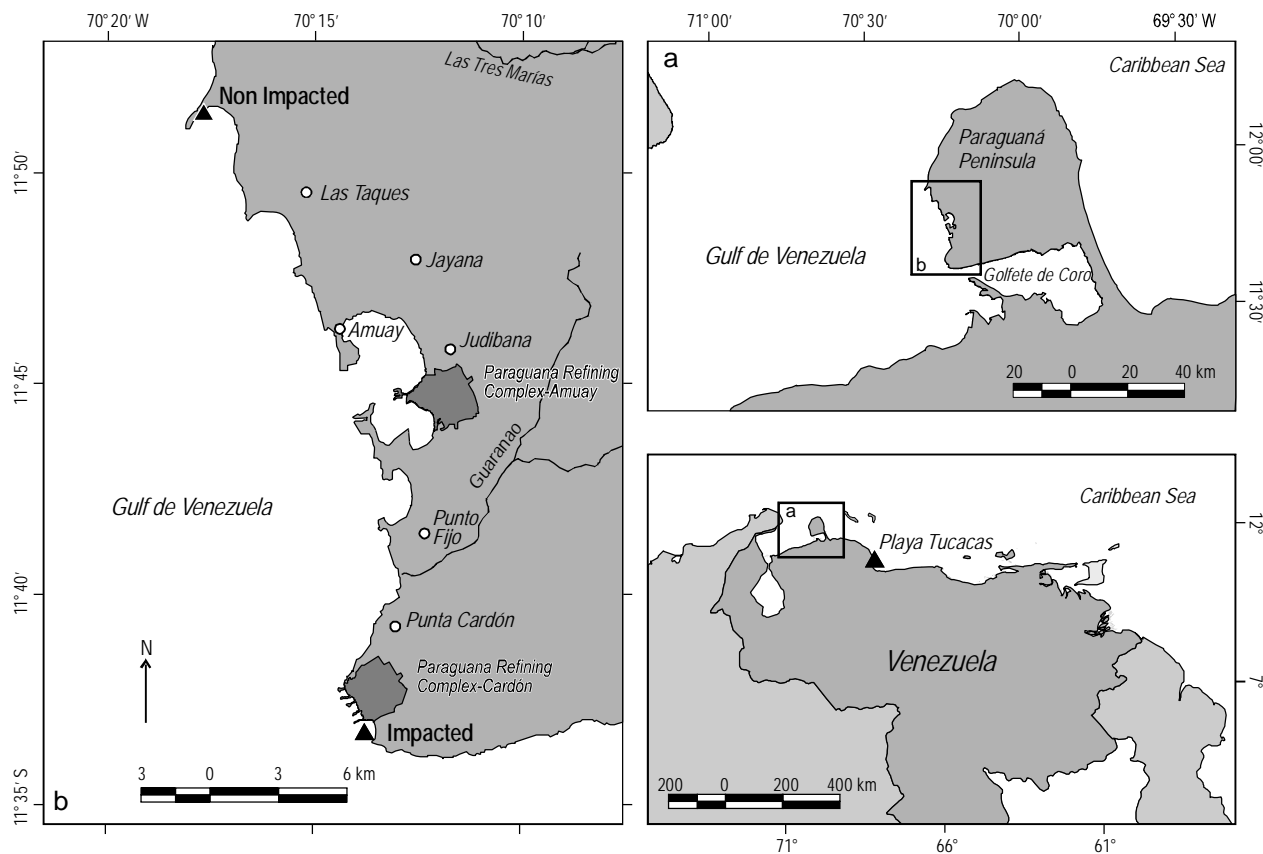 70° 20′ W
70° 15′
70° 10′
Las Tres Marías
Non Impacted
11° 50′
Las Taques
Jayana
Amuay
Judibana
Paraguana Refining
Complex-Amuay
11° 45′
Guaranao
Gulf de Venezuela
Punto
Fijo
11° 40′
Punta Cardón
N
Paraguana Refining
Complex-Cardón
Impacted
3 0 3 6 km
11° 35′ S
b
71° 00′
70° 30′
70° 00′
69° 30′ W
a
Caribbean Sea
Paraguaná
Peninsula
12° 00′
b
Gulf de Venezuela
Golfete de Coro
11° 30′
20 0 20 40 km
Caribbean Sea
a
12°
Playa Tucacas
Venezuela
7°
200 0 200 400 km
71°
66°
61°